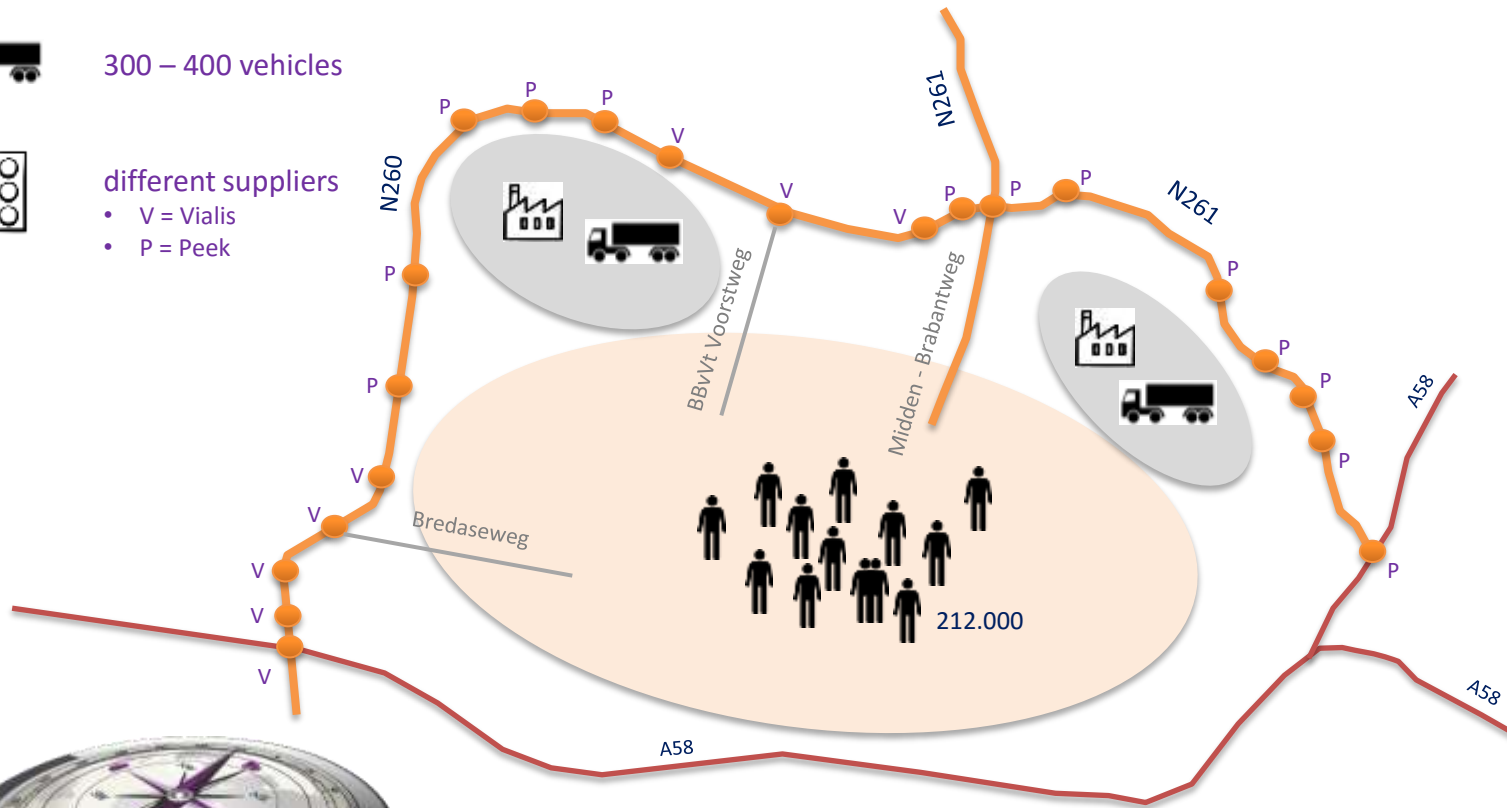 300 – 400 vehicles
different suppliers
• V = Vialis
• P = Peek
N260
N261
N261
P
P
P
V
V
V
P
P
P
P
P
P
P
P
P
P
V
V
V
V
V
BBvVt Voorstweg
Midden - Brabantweg
Bredaseweg
212.000
A58
A58
A58